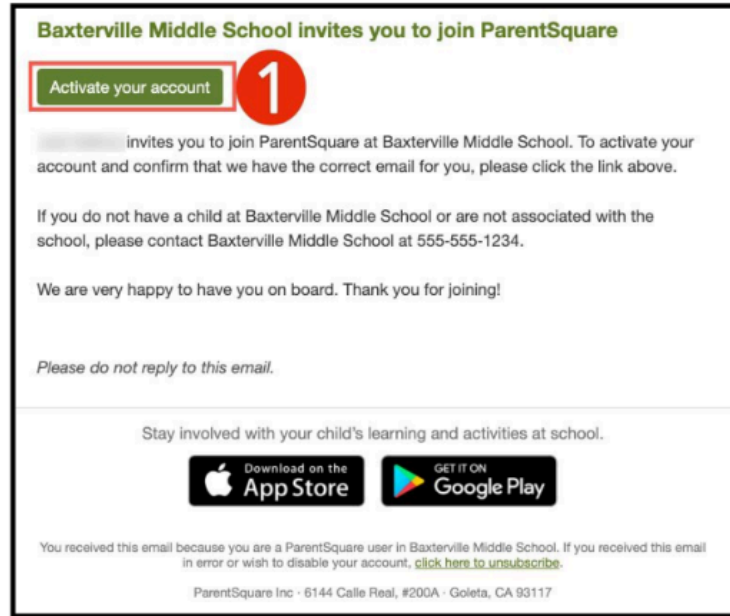 Baxterville Middle School invites you to join ParentSquare
Activate your account
1
invites you to join ParentSquare at Baxterville Middle School. To activate your
account and confirm that we have the correct email for you, please click the link above.
If you do not have a child at Baxterville Middle School or are not associated with the
school, please contact Baxterville Middle School at 555-555-1234.
We are very happy to have you on board. Thank you for joining!
Please do not reply to this email.
Stay involved with your child's learning and activities at school.
Download on the
App Store
GET IT ON
Google Play
You received this email because you are a ParentSquare user in Baxterville Middle School. If you received this email
in error or wish to disable your account, click here to unsubscribe.
ParentSquare Inc · 6144 Calle Real, #200A · Goleta, CA 93117